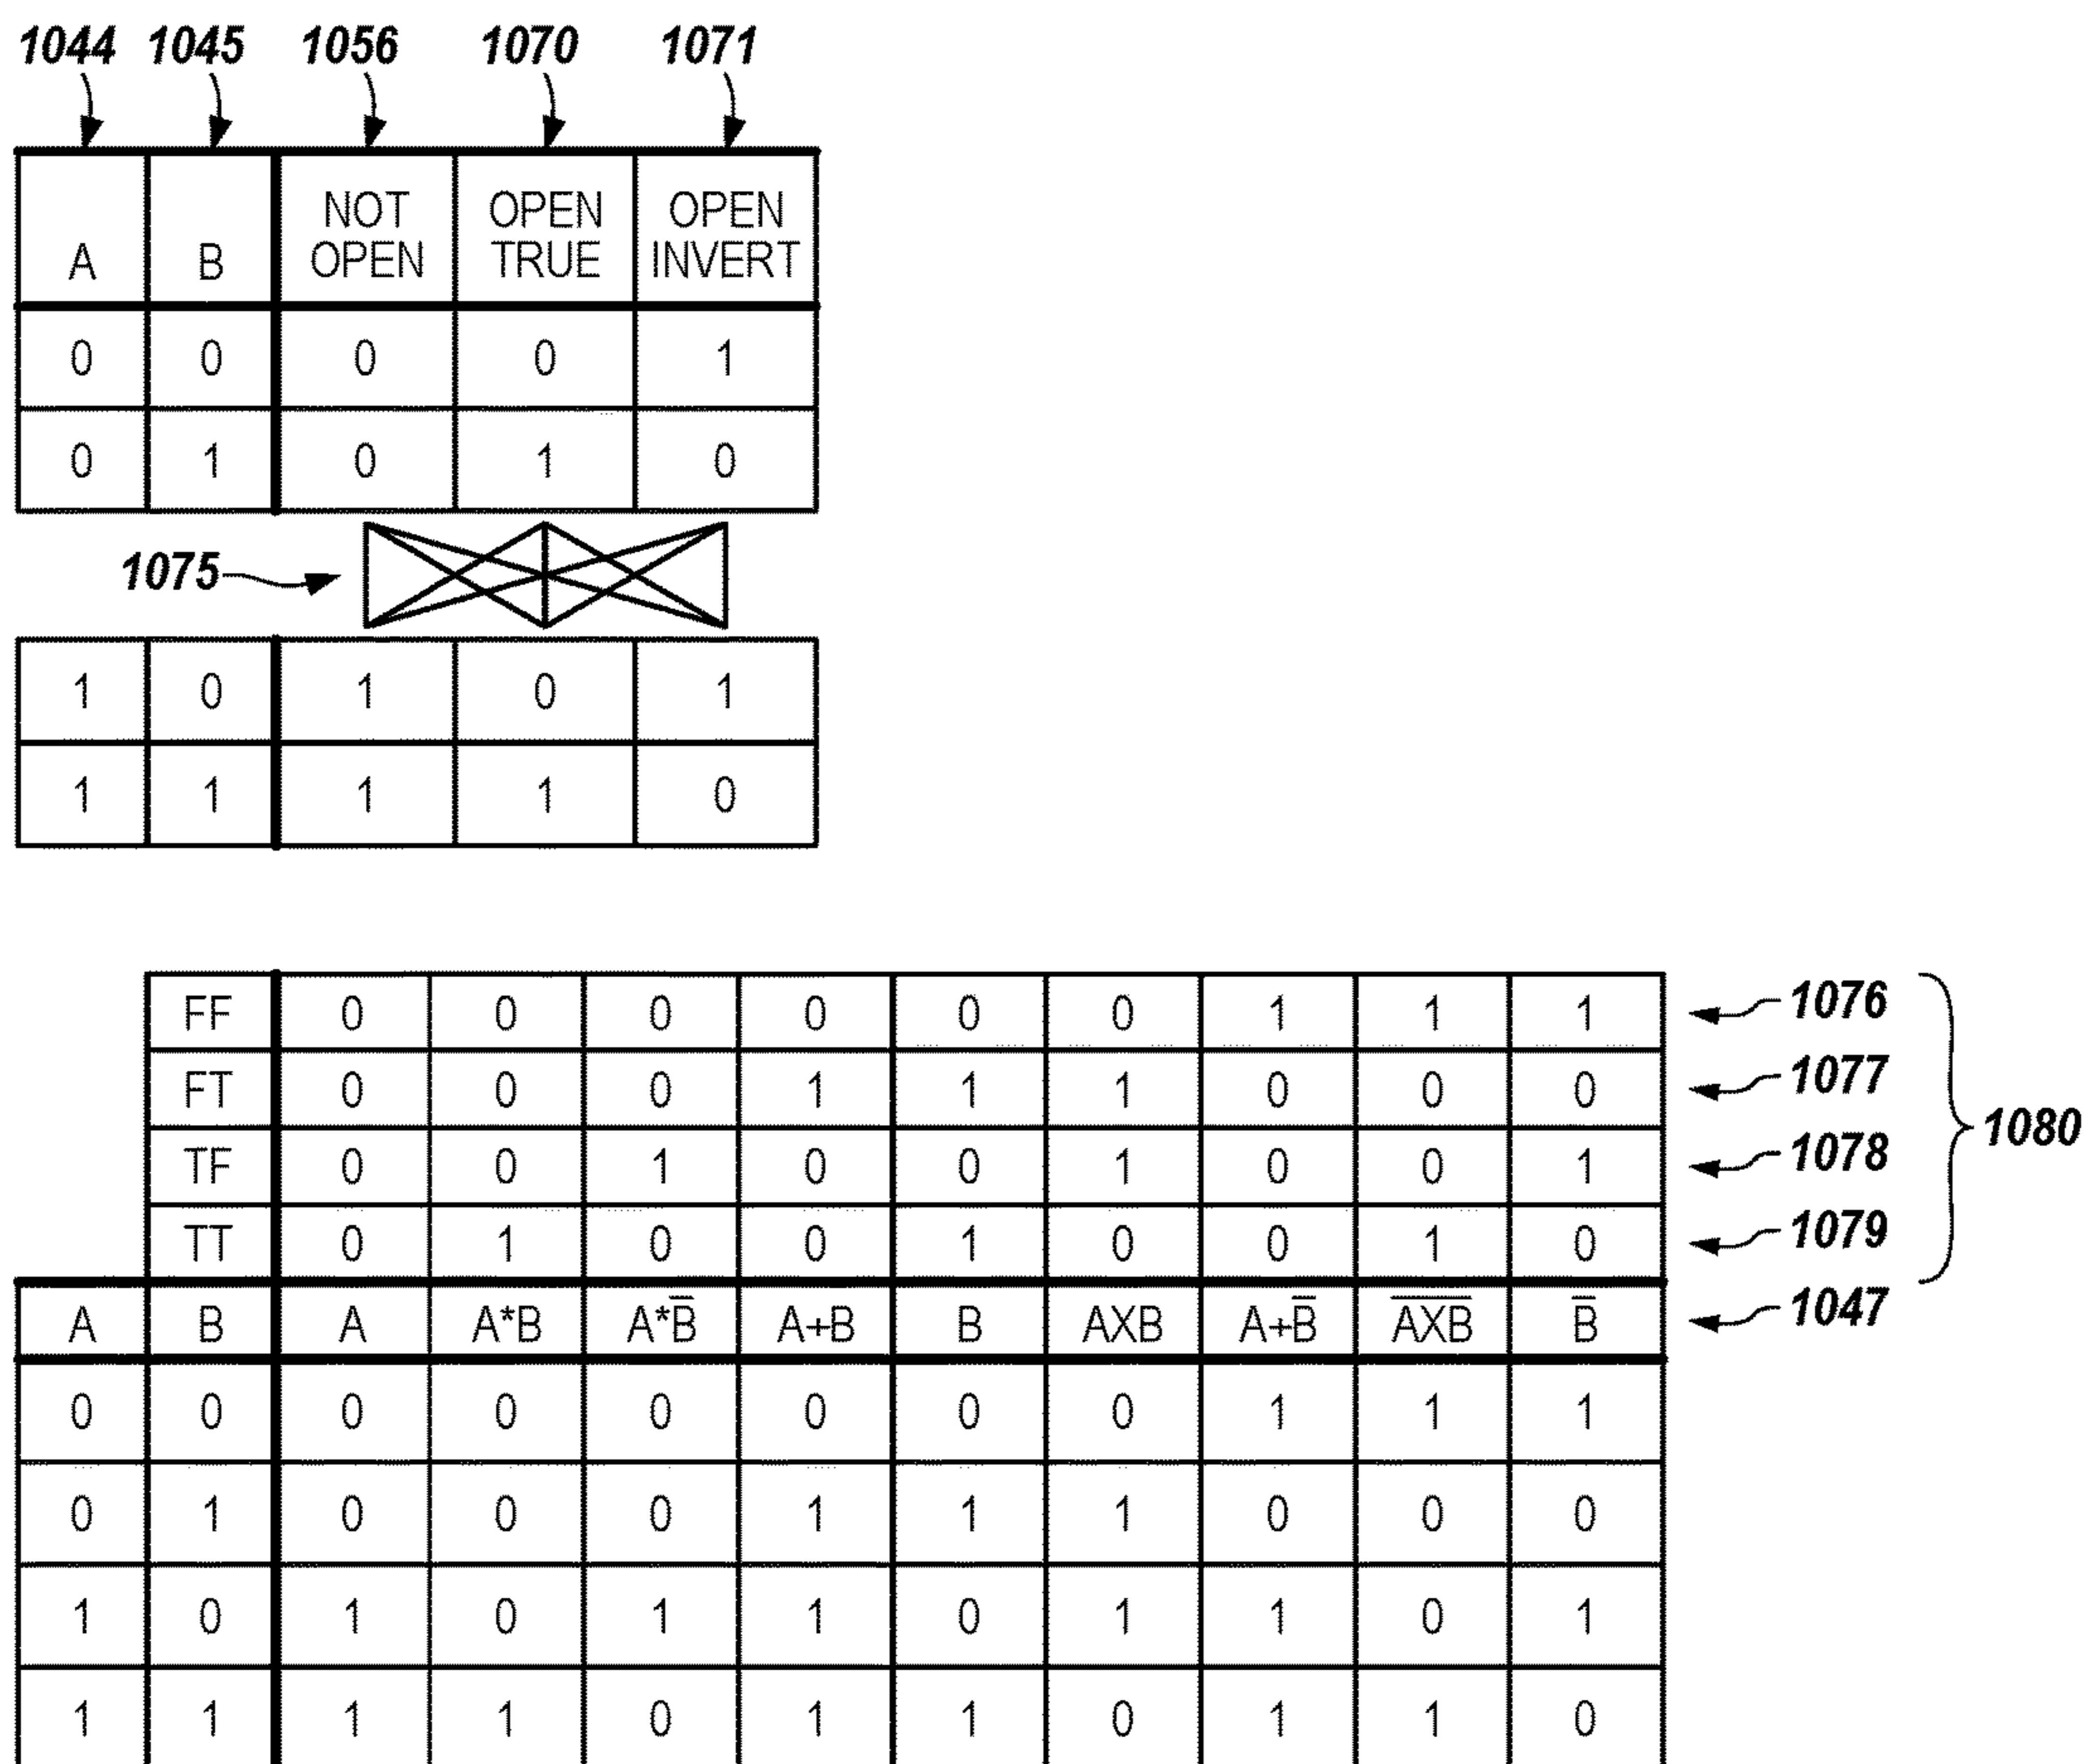 1044 1045 1056 1070 1071
A B NOT OPEN OPEN TRUE OPEN INVERT
0 0 0 0 1
0 1 0 1 0
1075
1 0 1 0 1
1 1 1 1 0
FF 0 0 0 0 0 0 1 1 1 1076
FT 0 0 0 1 1 1 0 0 0 1077
1080
TF 0 0 1 0 0 1 0 0 1 1078
TT 0 1 0 0 1 0 0 1 0 1079
A B A A*B A*B̅ A+B B AXB A+B̅ A̅X̅B̅ B̅ 1047
0 0 0 0 0 0 0 0 1 1 1
0 1 0 0 0 1 1 1 0 0 0
1 0 1 0 1 1 0 1 1 0 1
1 1 1 1 0 1 1 0 1 1 0